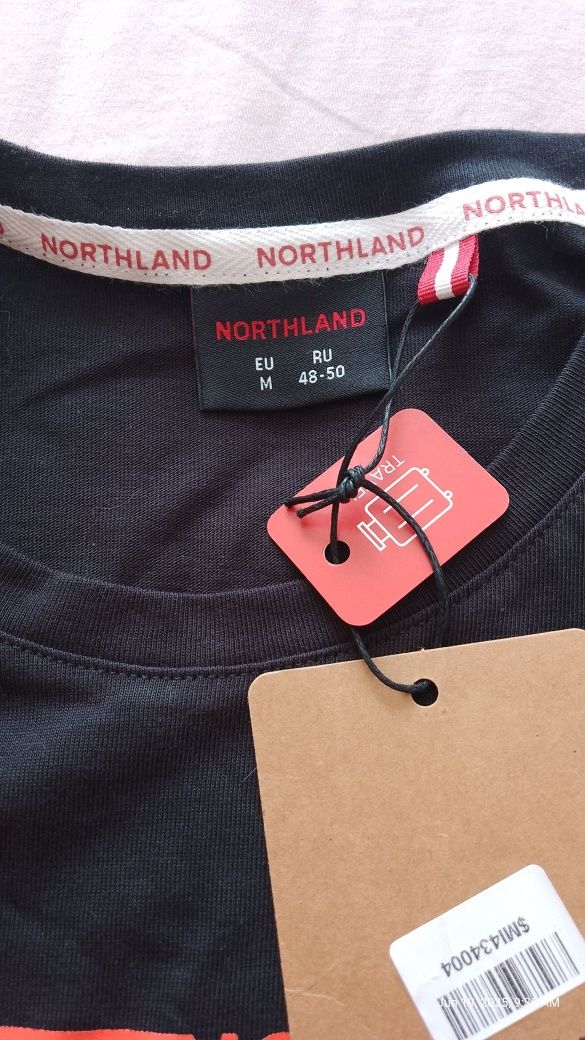 NORTHLAND NORTHLAND NORTHLAND
NORTHLAND
EU RU
M 48-50
$MI434004